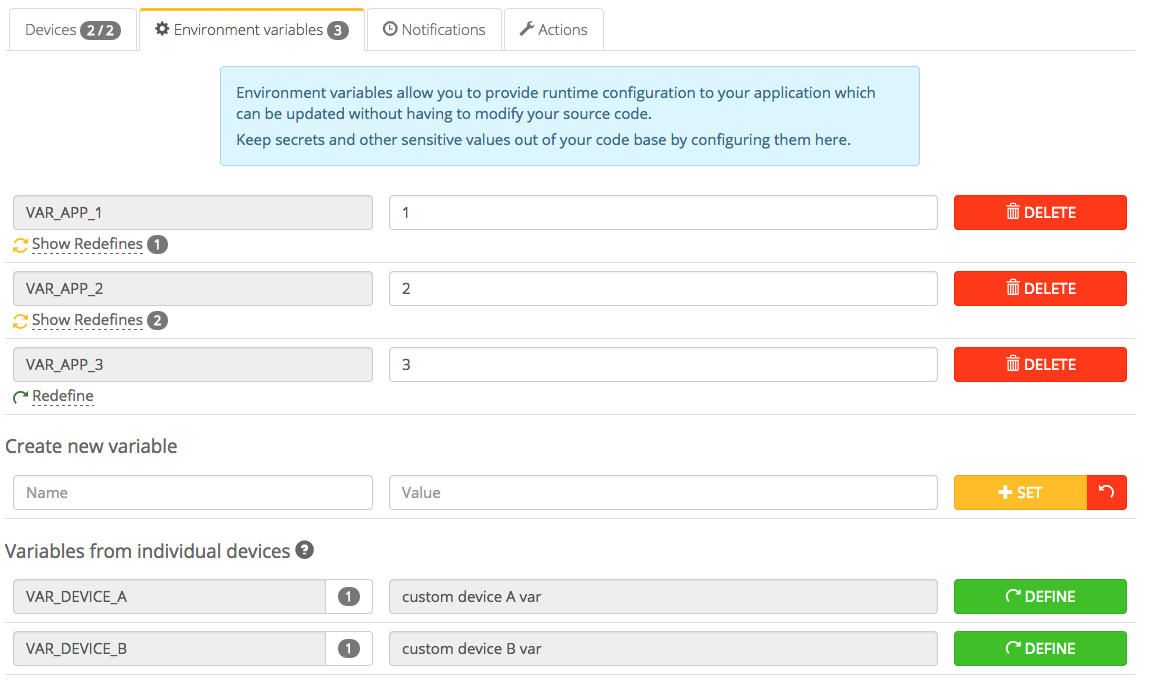 Devices 2 / 2 Environment variables 3 Notifications Actions
Environment variables allow you to provide runtime configuration to your application which
can be updated without having to modify your source code.
Keep secrets and other sensitive values out of your code base by configuring them here.
VAR_APP_1 1 DELETE
Show Redefines 1
VAR_APP_2 2 DELETE
Show Redefines 2
VAR_APP_3 3 DELETE
Redefine
Create new variable
Name Value SET
Variables from individual devices ?
VAR_DEVICE_A 1 custom device A var DEFINE
VAR_DEVICE_B 1 custom device B var DEFINE